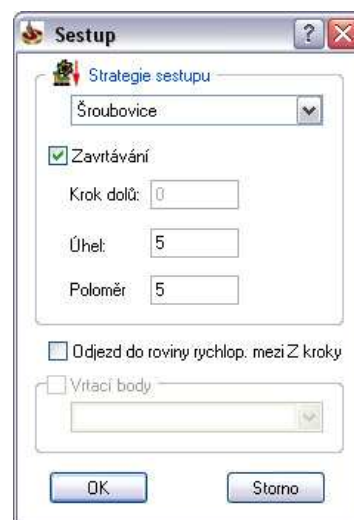 Sestup
Strategie sestupu
Šroubovice
Zavrtávání
Krok dolů: 0
Úhel: 5
Poloměr 5
Odjezd do roviny rychlop. mezi Z kroky
Vrtací body
OK Storno